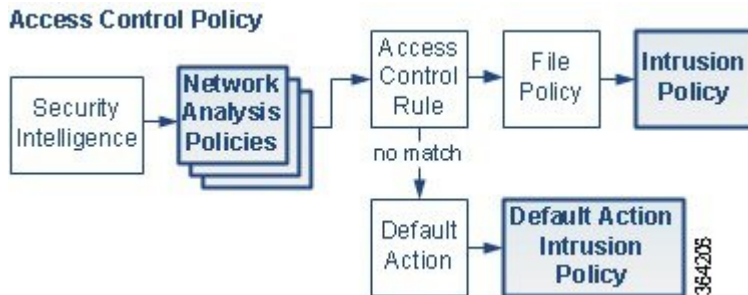 Access Control Policy
Security
Intelligence
Network
Analysis
Policies
Access
Control
Rule
File
Policy
Intrusion
Policy
no match
Default
Action
Default Action
Intrusion
Policy
364206